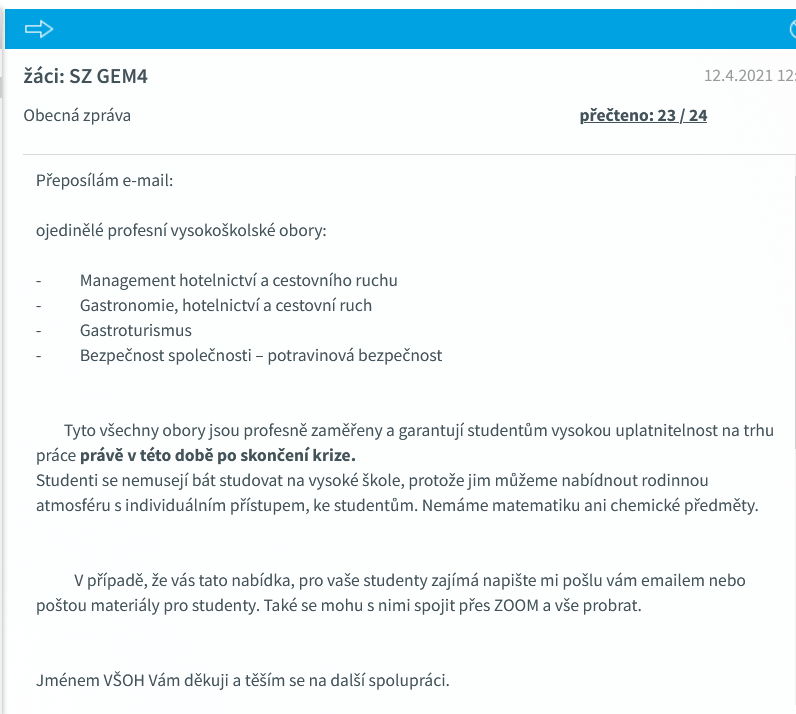 žáci: SZ GEM4
12.4.2021 12:
Obecná zpráva
přečteno: 23 / 24
Přeposílám e-mail:
ojedinělé profesní vysokoškolské obory:
- Management hotelnictví a cestovního ruchu
- Gastronomie, hotelnictví a cestovní ruch
- Gastroturismus
- Bezpečnost společnosti – potravinová bezpečnost
Tyto všechny obory jsou profesně zaměřeny a garantují studentům vysokou uplatnitelnost na trhu
práce právě v této době po skončení krize.
Studenti se nemusejí bát studovat na vysoké škole, protože jim můžeme nabídnout rodinnou
atmosféru s individuálním přístupem, ke studentům. Nemáme matematiku ani chemické předměty.
V případě, že vás tato nabídka, pro vaše studenty zajímá napište mi pošlu vám emailem nebo
poštou materiály pro studenty. Také se mohu s nimi spojit přes ZOOM a vše probrat.
Jménem VŠOH Vám děkuji a těším se na další spolupráci.